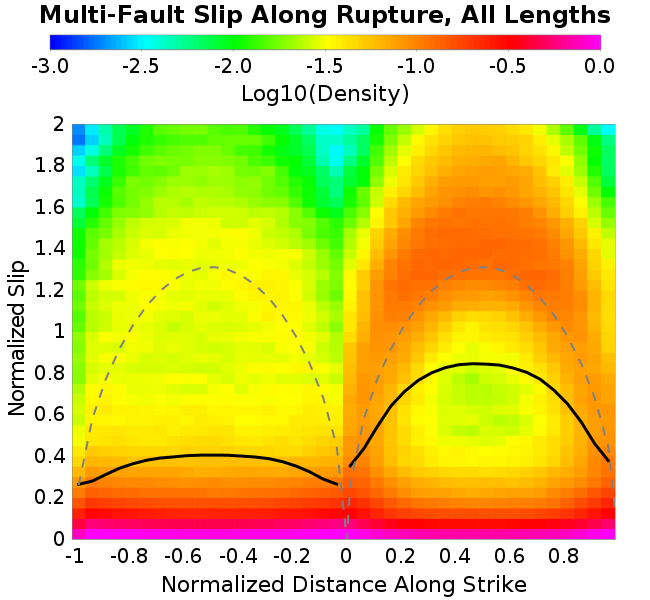 Multi-Fault Slip Along Rupture, All Lengths
-3.0 -2.5 -2.0 -1.5 -1.0 -0.5 0.0
Log10(Density)
2
1.8
1.6
1.4
1.2
1
0.8
0.6
0.4
0.2
0
Normalized Slip
-1 -0.8 -0.6 -0.4 -0.2 0 0.2 0.4 0.6 0.8
Normalized Distance Along Strike